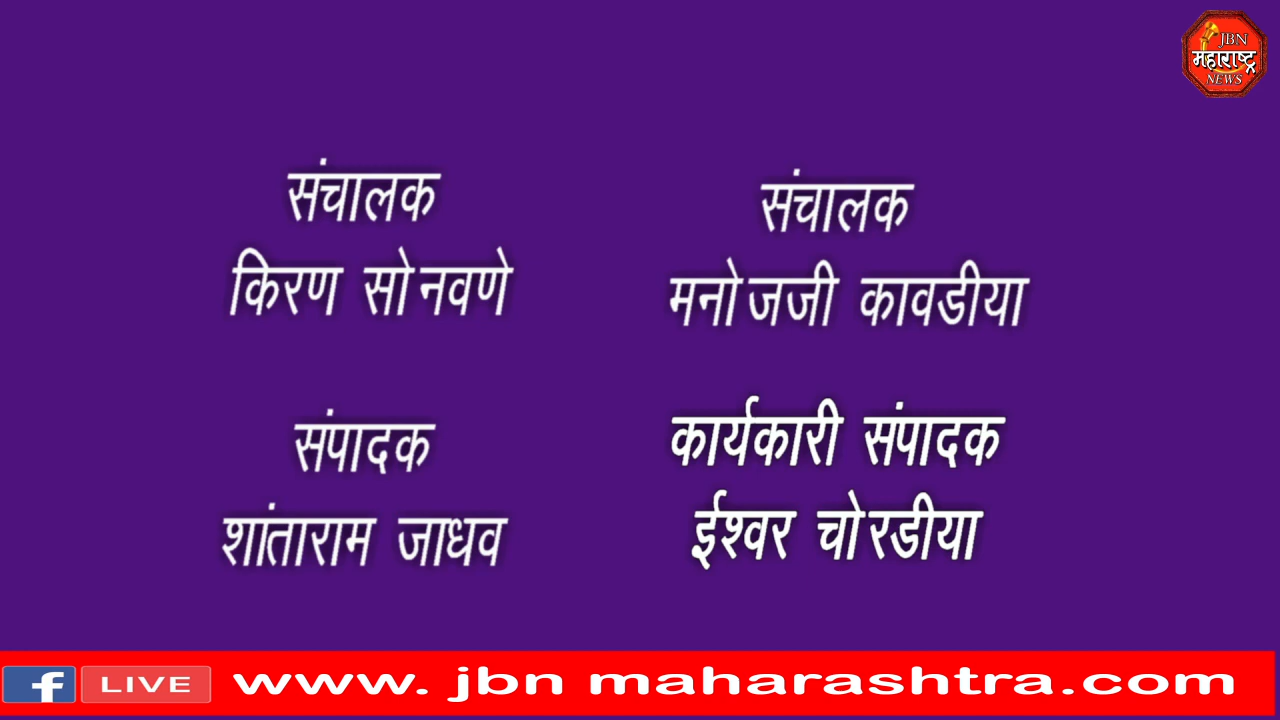 JBN
महाराष्ट्र
NEWS
संचालक
किरण सोनवणे
संचालक
मनोजजी कावडीया
संपादक
शांताराम जाधव
कार्यकारी संपादक
ईश्वर चोरडीया
f LIVE www. jbn maharashtra.com